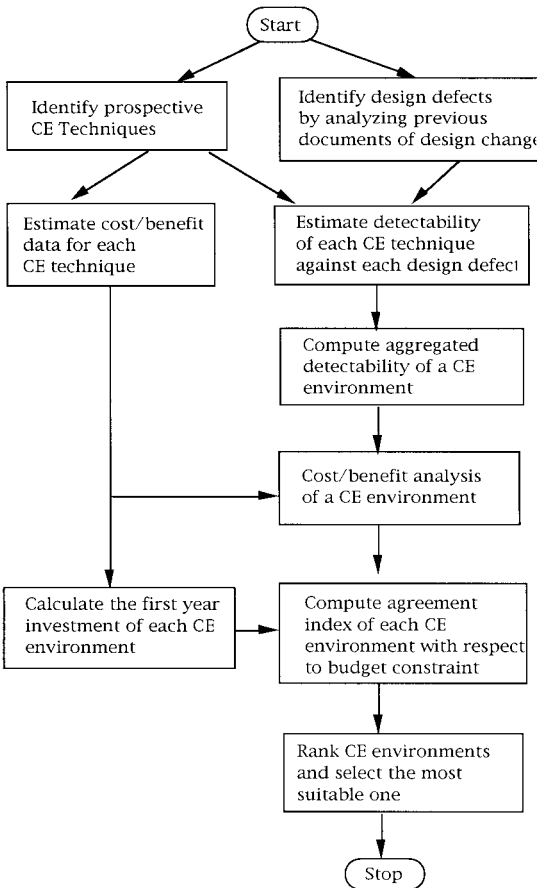 Start
Identify prospective
CE Techniques
Identify design defects
by analyzing previous
documents of design change
Estimate cost/benefit
data for each
CE technique
Estimate detectability
of each CE technique
against each design defect
Compute aggregated
detectability of a CE
environment
Cost/benefit analysis
of a CE environment
Calculate the first year
investment of each CE
environment
Compute agreement
index of each CE
environment with respect
to budget constraint
Rank CE environments
and select the most
suitable one
Stop